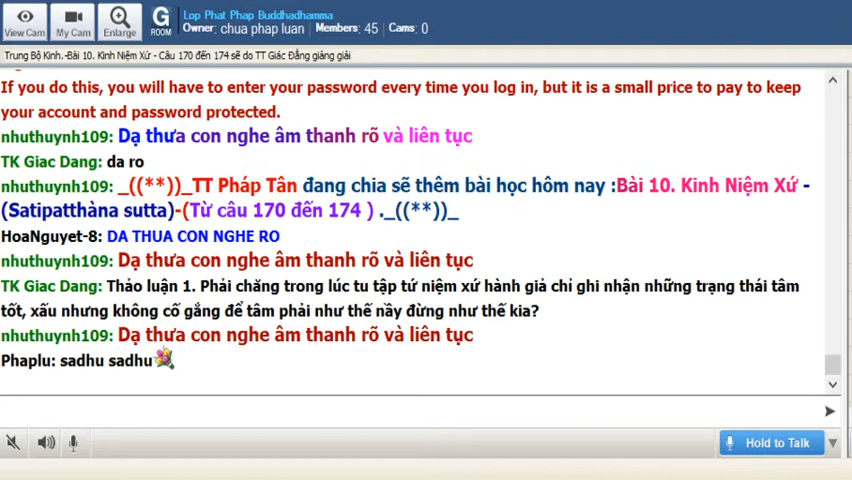 Lop Phat Phap Buddhadhamma
Owner: chua phap luan Members: 45 Cams: 0
View Cam My Cam Enlarge G ROOM
Trung Bộ Kinh.-Bài 10. Kinh Niệm Xứ - Câu 170 đến 174 sẽ do TT Giác Đẳng giảng giải
If you do this, you will have to enter your password every time you log in, but it is a small price to pay to keep
your account and password protected.
nhuthuynh109: Dạ thưa con nghe âm thanh rõ và liên tục
TK Giac Dang: da ro
nhuthuynh109: _((**))_TT Pháp Tân đang chia sẽ thêm bài học hôm nay :Bài 10. Kinh Niệm Xứ -
(Satipatthàna sutta)-(Từ câu 170 đến 174 ) ._((**))_
HoaNguyet-8: DA THUA CON NGHE RO
nhuthuynh109: Dạ thưa con nghe âm thanh rõ và liên tục
TK Giac Dang: Thảo luận 1. Phải chăng trong lúc tu tập tứ niệm xứ hành giả chỉ ghi nhận những trạng thái tâm
tốt, xấu nhưng không cố gắng để tâm phải như thế nầy đừng như thế kia?
nhuthuynh109: Dạ thưa con nghe âm thanh rõ và liên tục
Phaplu: sadhu sadhu
Hold to Talk